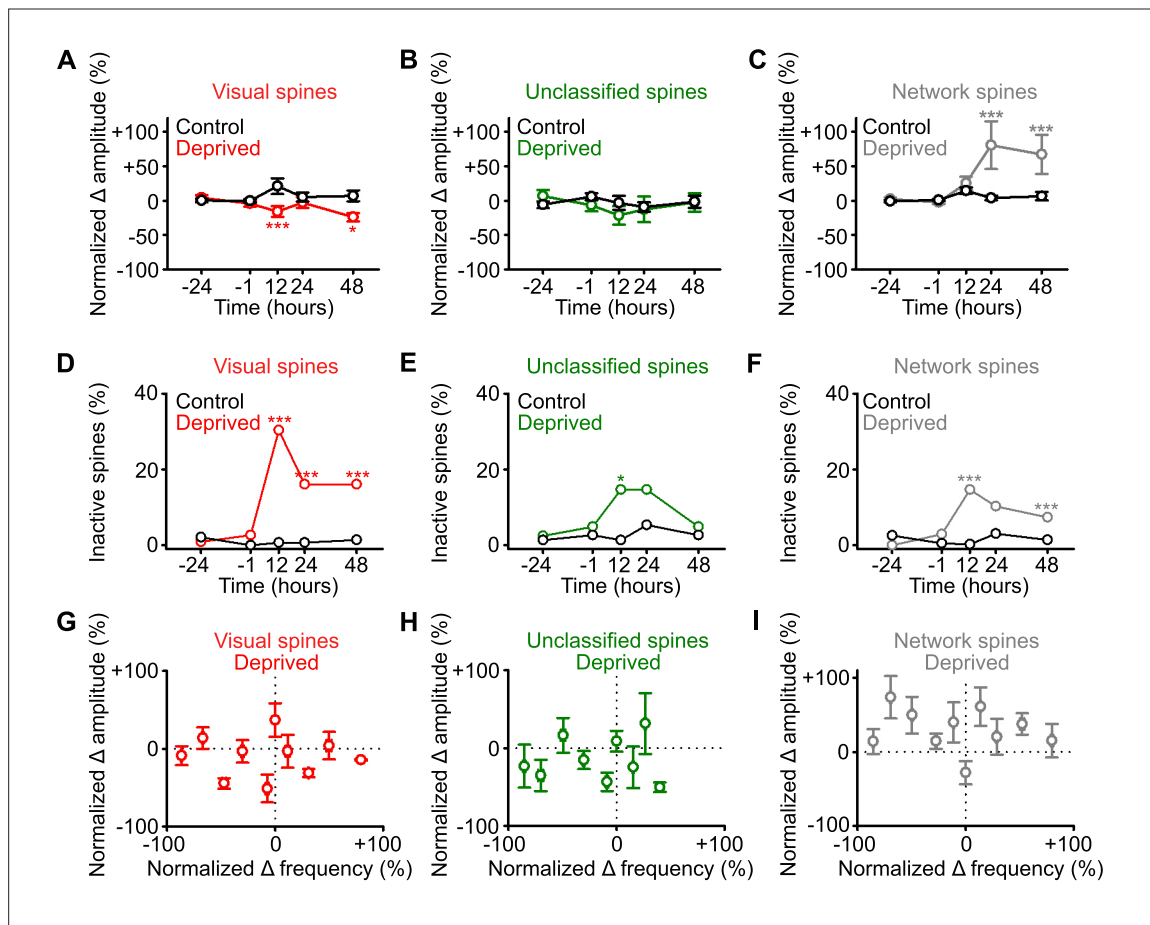 A
Visual spines
Normalized Δ amplitude (%)
Control
Deprived
+100
+50
0
-50
-100
***
*
-24
-1
12
24
48
Time (hours)
B
Unclassified spines
Normalized Δ amplitude (%)
Control
Deprived
+100
+50
0
-50
-100
-24
-1
12
24
48
Time (hours)
C
Network spines
Normalized Δ amplitude (%)
Control
Deprived
+100
+50
0
-50
-100
***
***
-24
-1
12
24
48
Time (hours)
D
Visual spines
Inactive spines (%)
Control
Deprived
40
20
0
***
***
***
-24
-1
12
24
48
Time (hours)
E
Unclassified spines
Inactive spines (%)
Control
Deprived
40
20
0
*
-24
-1
12
24
48
Time (hours)
F
Network spines
Inactive spines (%)
Control
Deprived
40
20
0
***
***
-24
-1
12
24
48
Time (hours)
G
Visual spines
Deprived
Normalized Δ amplitude (%)
+100
0
-100
-100
0
+100
Normalized Δ frequency (%)
H
Unclassified spines
Deprived
Normalized Δ amplitude (%)
+100
0
-100
-100
0
+100
Normalized Δ frequency (%)
I
Network spines
Deprived
Normalized Δ amplitude (%)
+100
0
-100
-100
0
+100
Normalized Δ frequency (%)